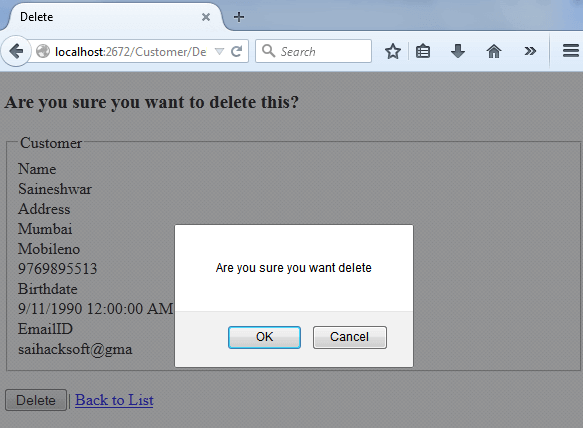 Delete
localhost:2672/Customer/De
Search
Are you sure you want to delete this?
Customer
Name
Saineshwar
Address
Mumbai
Mobileno
9769895513
Birthdate
9/11/1990 12:00:00 AM
EmailID
saihacksoft@gma
Are you sure you want delete
OK Cancel
Delete | Back to List